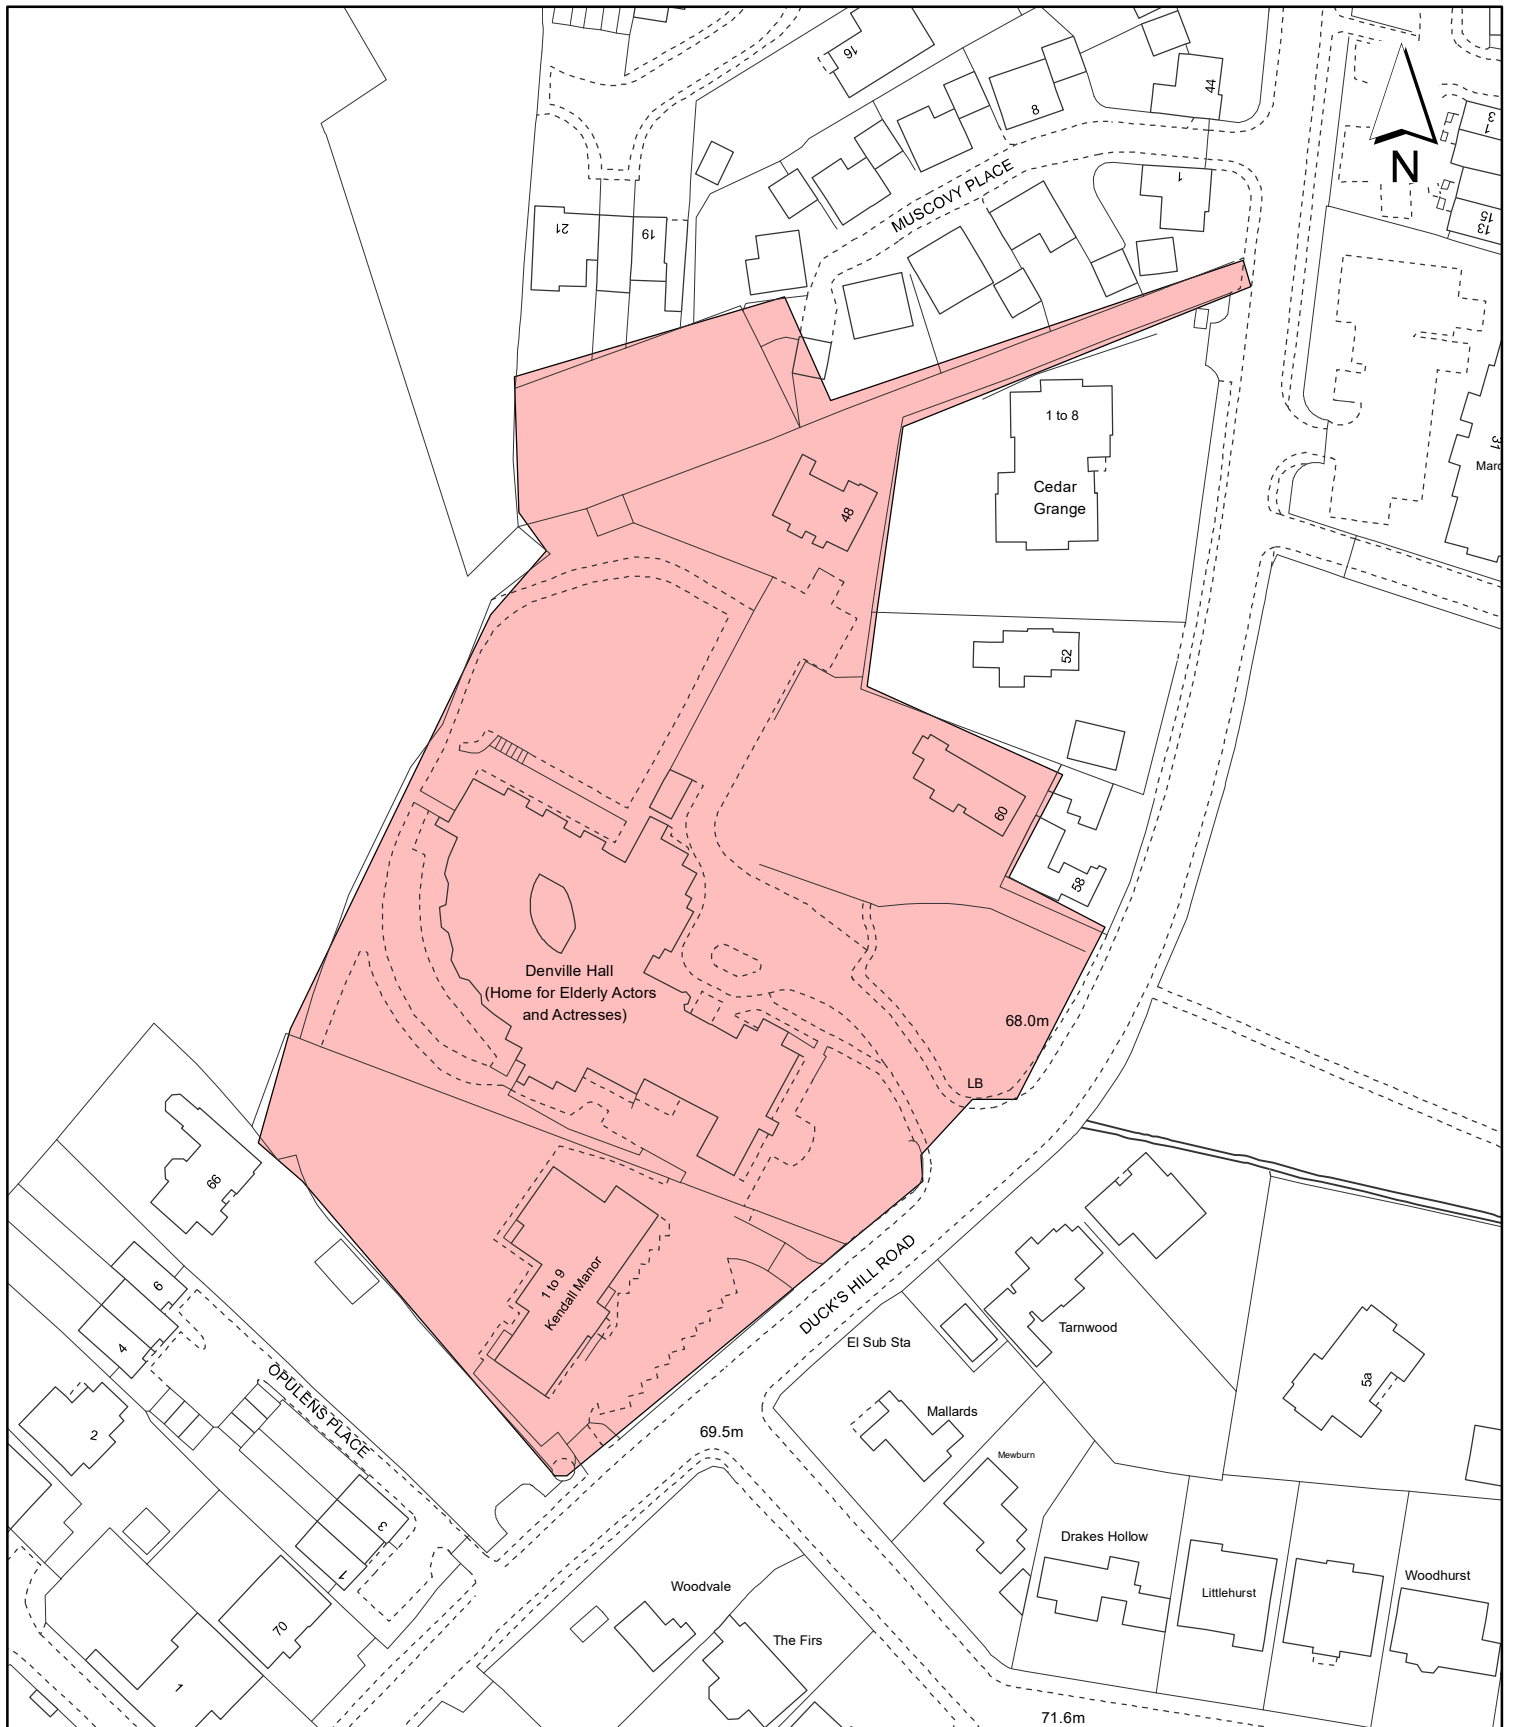 16
8
44
3
1
N
15
13
MUSCOVY PLACE
1
21
19
1 to 8
31
Cedar
Grange
48
52
60
58
Denville Hall
(Home for Elderly Actors
and Actresses)
68.0m
LB
66
6
4
2
OPULENS PLACE
1 to 9
Kendall Manor
DUCK'S HILL ROAD
El Sub Sta
Tarnwood
5a
Mallards
69.5m
Mewburn
3
1
Drakes Hollow
Woodhurst
Littlehurst
Woodvale
70
The Firs
1
71.6m